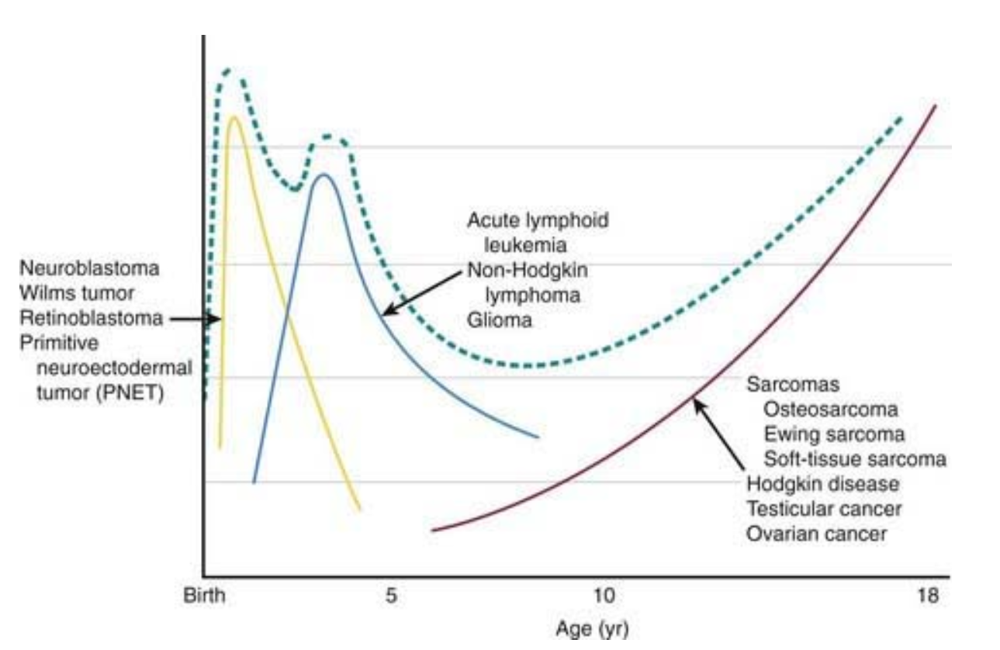 Neuroblastoma
Wilms tumor
Retinoblastoma
Primitive
neuroectodermal
tumor (PNET)
Acute lymphoid
leukemia
Non-Hodgkin
lymphoma
Glioma
Sarcomas
Osteosarcoma
Ewing sarcoma
Soft-tissue sarcoma
Hodgkin disease
Testicular cancer
Ovarian cancer
Birth 5 10 18
Age (yr)